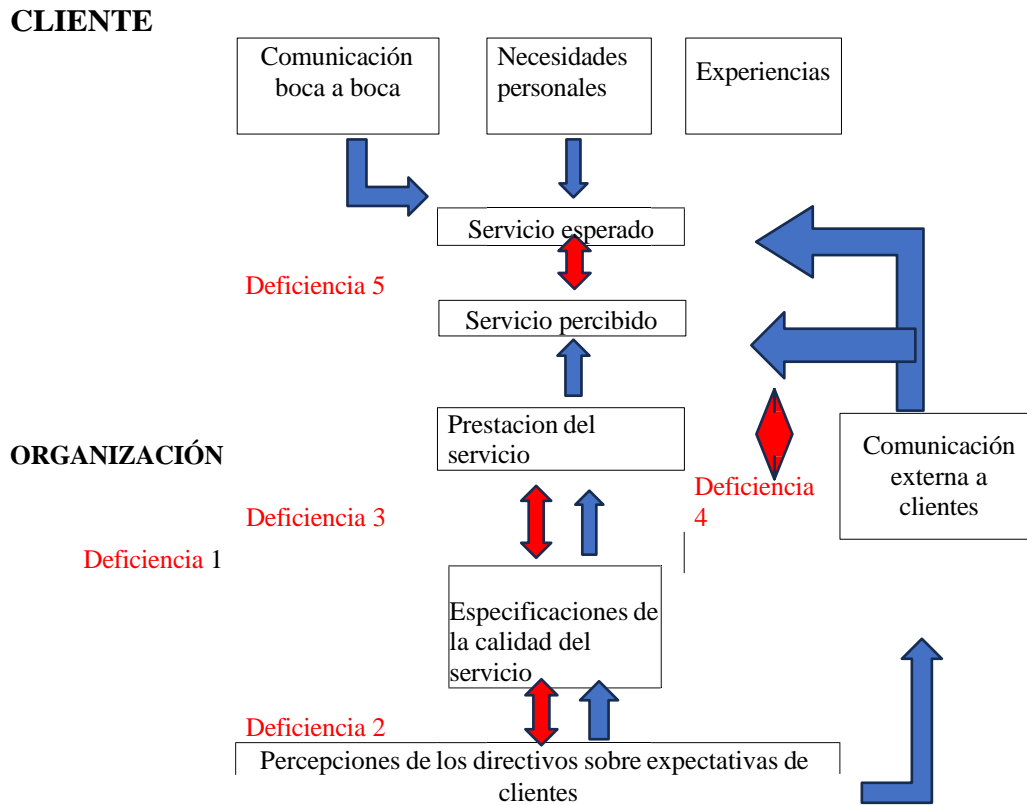 CLIENTE
Comunicación
boca a boca
Necesidades
personales
Experiencias
Servicio esperado
Deficiencia 5
Servicio percibido
Prestacion del
servicio
ORGANIZACIÓN
Comunicación
externa a
clientes
Deficiencia
4
Deficiencia 3
Deficiencia 1
Especificaciones de
la calidad del
servicio
Deficiencia 2
Percepciones de los directivos sobre expectativas de
clientes